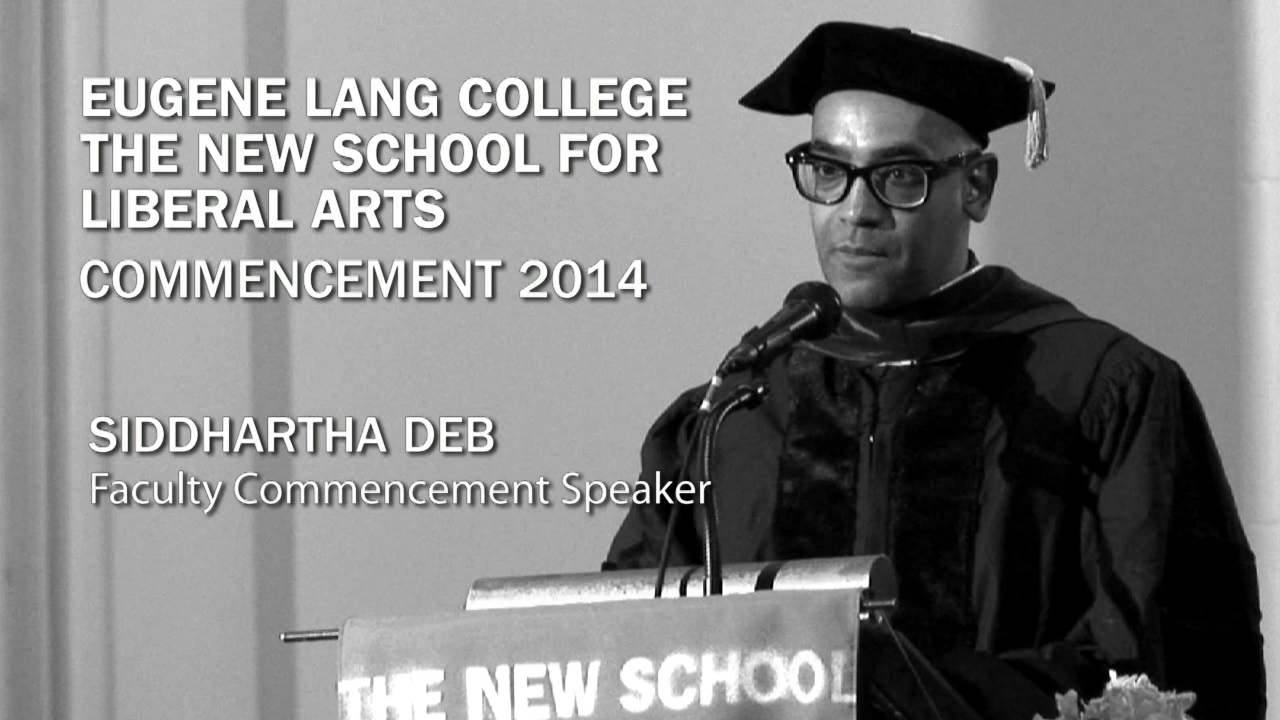 EUGENE LANG COLLEGE
THE NEW SCHOOL FOR
LIBERAL ARTS
COMMENCEMENT 2014
SIDDHARTHA DEB
Faculty Commencement Speaker
THE NEW SCHOOL